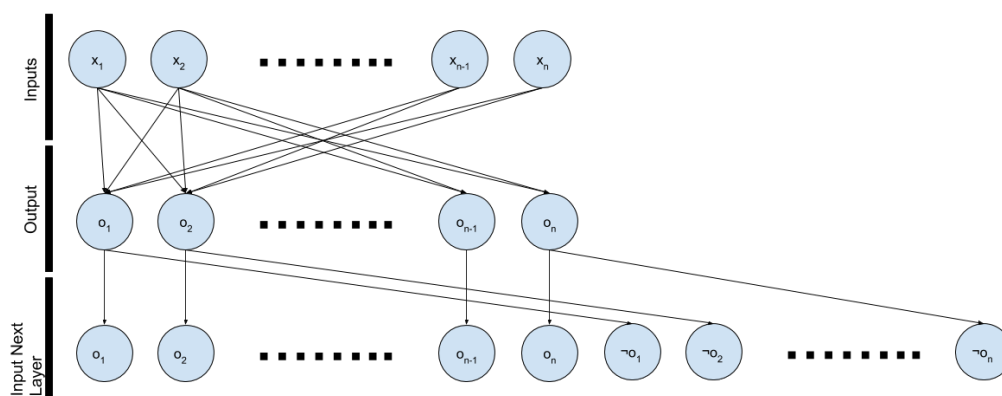 Inputs
x1 x2 xn-1 xn
Output
o1 o2 on-1 on
Input Next
Layer
o1 o2 on-1 on ¬o1 ¬o2 ¬on